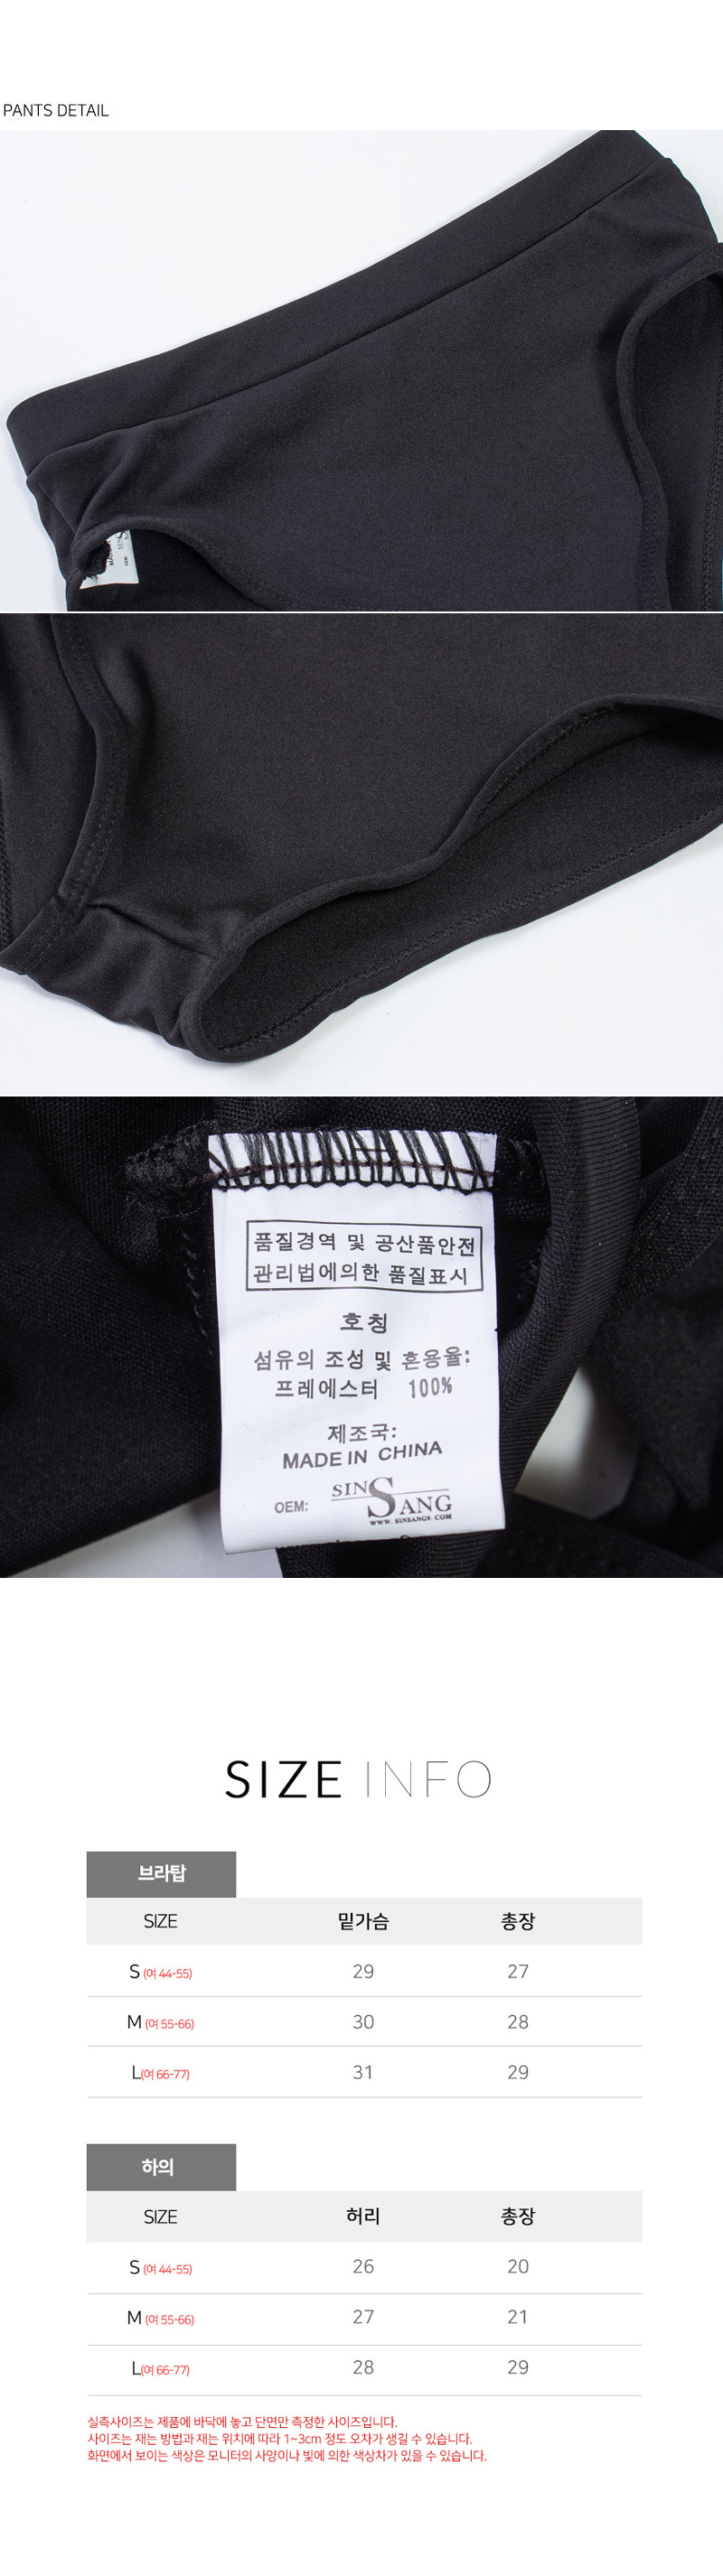 PANTS DETAIL
품질경역 및 공산품안전
관리법에의한 품질표시
호칭
섬유의 조성 및 혼용율:
프레에스터 100%
제조국:
MADE IN CHINA
OEM: SINSANG
WWW.SINSANGS.COM
SIZE INFO
브라탑
SIZE 밑가슴 총장
S (여 44-55) 29 27
M (여 55-66) 30 28
L(여 66-77) 31 29
하의
SIZE 허리 총장
S (여 44-55) 26 20
M (여 55-66) 27 21
L(여 66-77) 28 29
실측사이즈는 제품에 바닥에 놓고 단면만 측정한 사이즈입니다.
사이즈는 재는 방법과 재는 위치에 따라 1~3cm 정도 오차가 생길 수 있습니다.
화면에서 보이는 색상은 모니터의 사양이나 빛에 의한 색상차가 있을 수 있습니다.